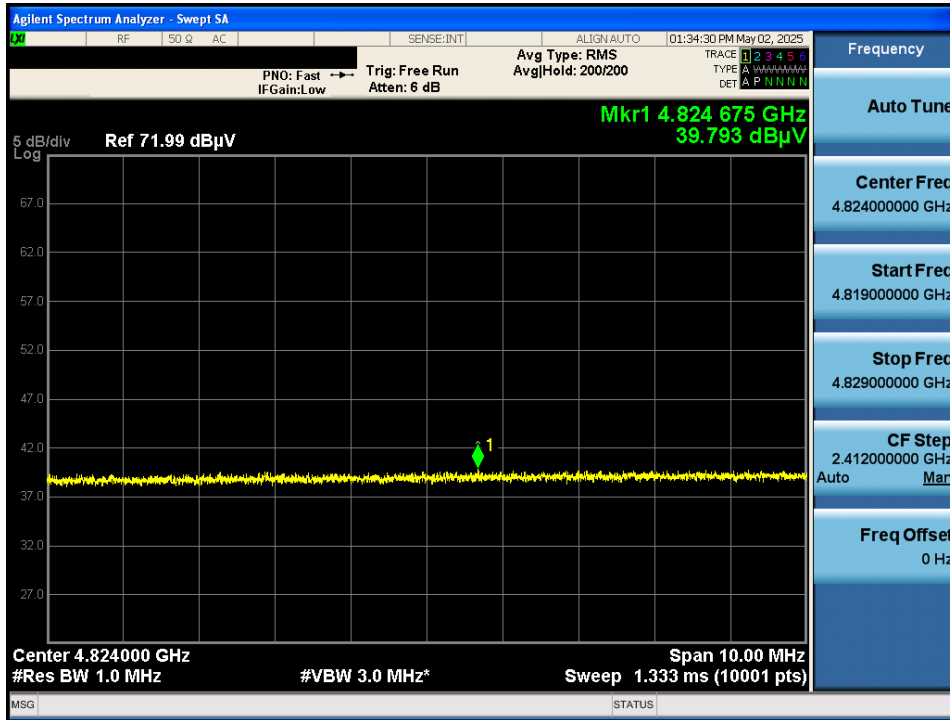 Agilent Spectrum Analyzer - Swept SA
LXI RF 50 Ω AC SENSE:INT ALIGN AUTO 01:34:30 PM May 02, 2025
PNO: Fast Trig: Free Run Avg Type: RMS TRACE 1 2 3 4 5 6
IFGain:Low Atten: 6 dB Avg|Hold: 200/200 TYPE A
DET A P N N N N
Mkr1 4.824 675 GHz
39.793 dBµV
5 dB/div Ref 71.99 dBµV
Log
67.0
62.0
57.0
52.0
47.0
42.0
37.0
32.0
27.0
1
Center 4.824000 GHz Span 10.00 MHz
#Res BW 1.0 MHz #VBW 3.0 MHz* Sweep 1.333 ms (10001 pts)
MSG STATUS
Frequency
Auto Tune
Center Freq
4.824000000 GHz
Start Freq
4.819000000 GHz
Stop Freq
4.829000000 GHz
CF Step
2.412000000 GHz
Auto Man
Freq Offset
0 Hz